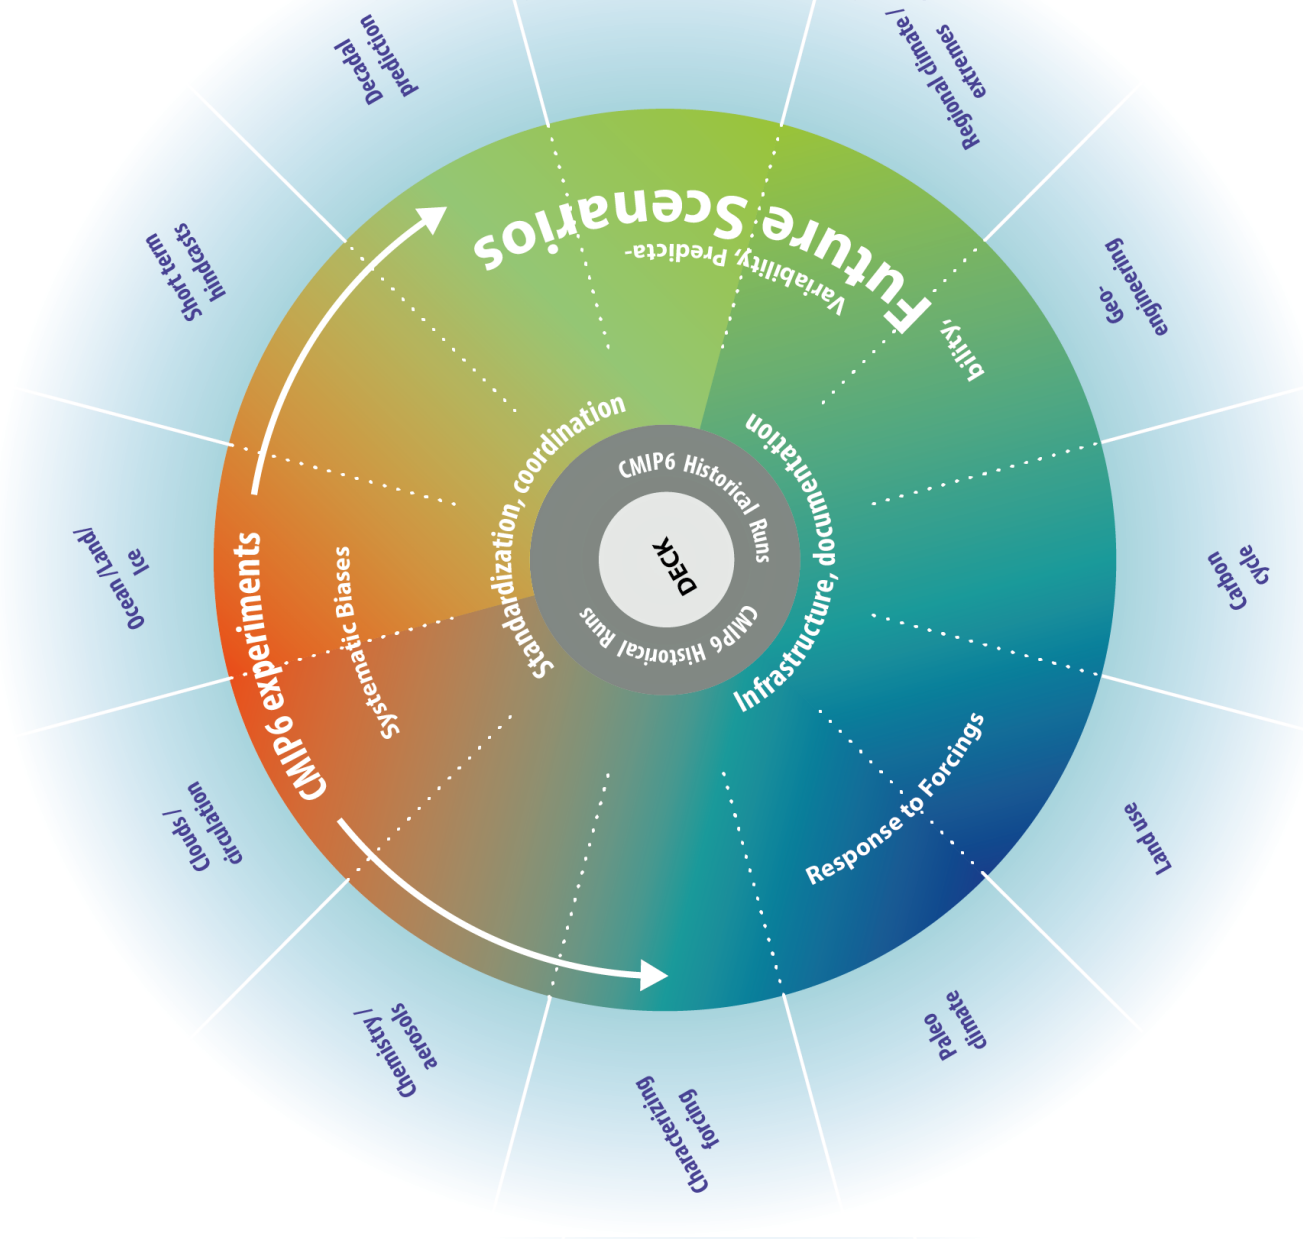 DECK
CMIP6 Historical Runs
CMIP6 Historical Runs
Standardization, coordination
Infrastructure, documentation
Systematic Biases
Variability, Predicta-
bility,
Future Scenarios
Response to Forcings
CMIP6 experiments
Decadal
prediction
Regional climate /
extremes
Geo-
engineering
Carbon
cycle
Land use
Paleo
climate
Characterizing
forcing
Chemistry /
aerosols
Clouds /
circulation
Ocean/Land/
Ice
Short term
hindcasts